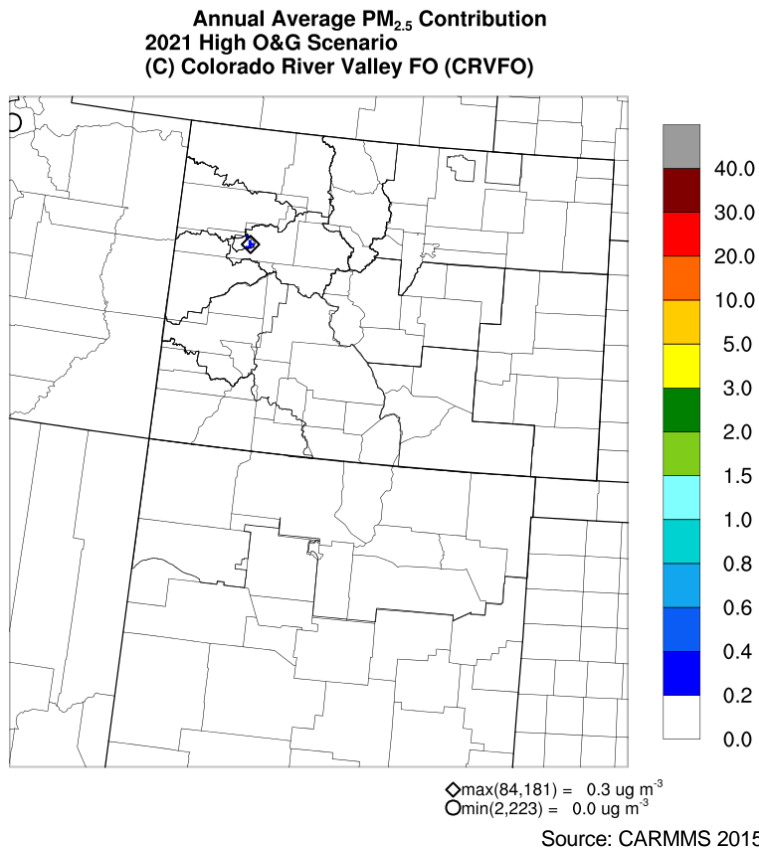 Annual Average PM2.5 Contribution
2021 High O&G Scenario
(C) Colorado River Valley FO (CRVFO)
40.0
30.0
20.0
10.0
5.0
3.0
2.0
1.5
1.0
0.8
0.6
0.4
0.2
0.0
max(84,181) = 0.3 ug m-3
min(2,223) = 0.0 ug m-3
Source: CARMMS 2015